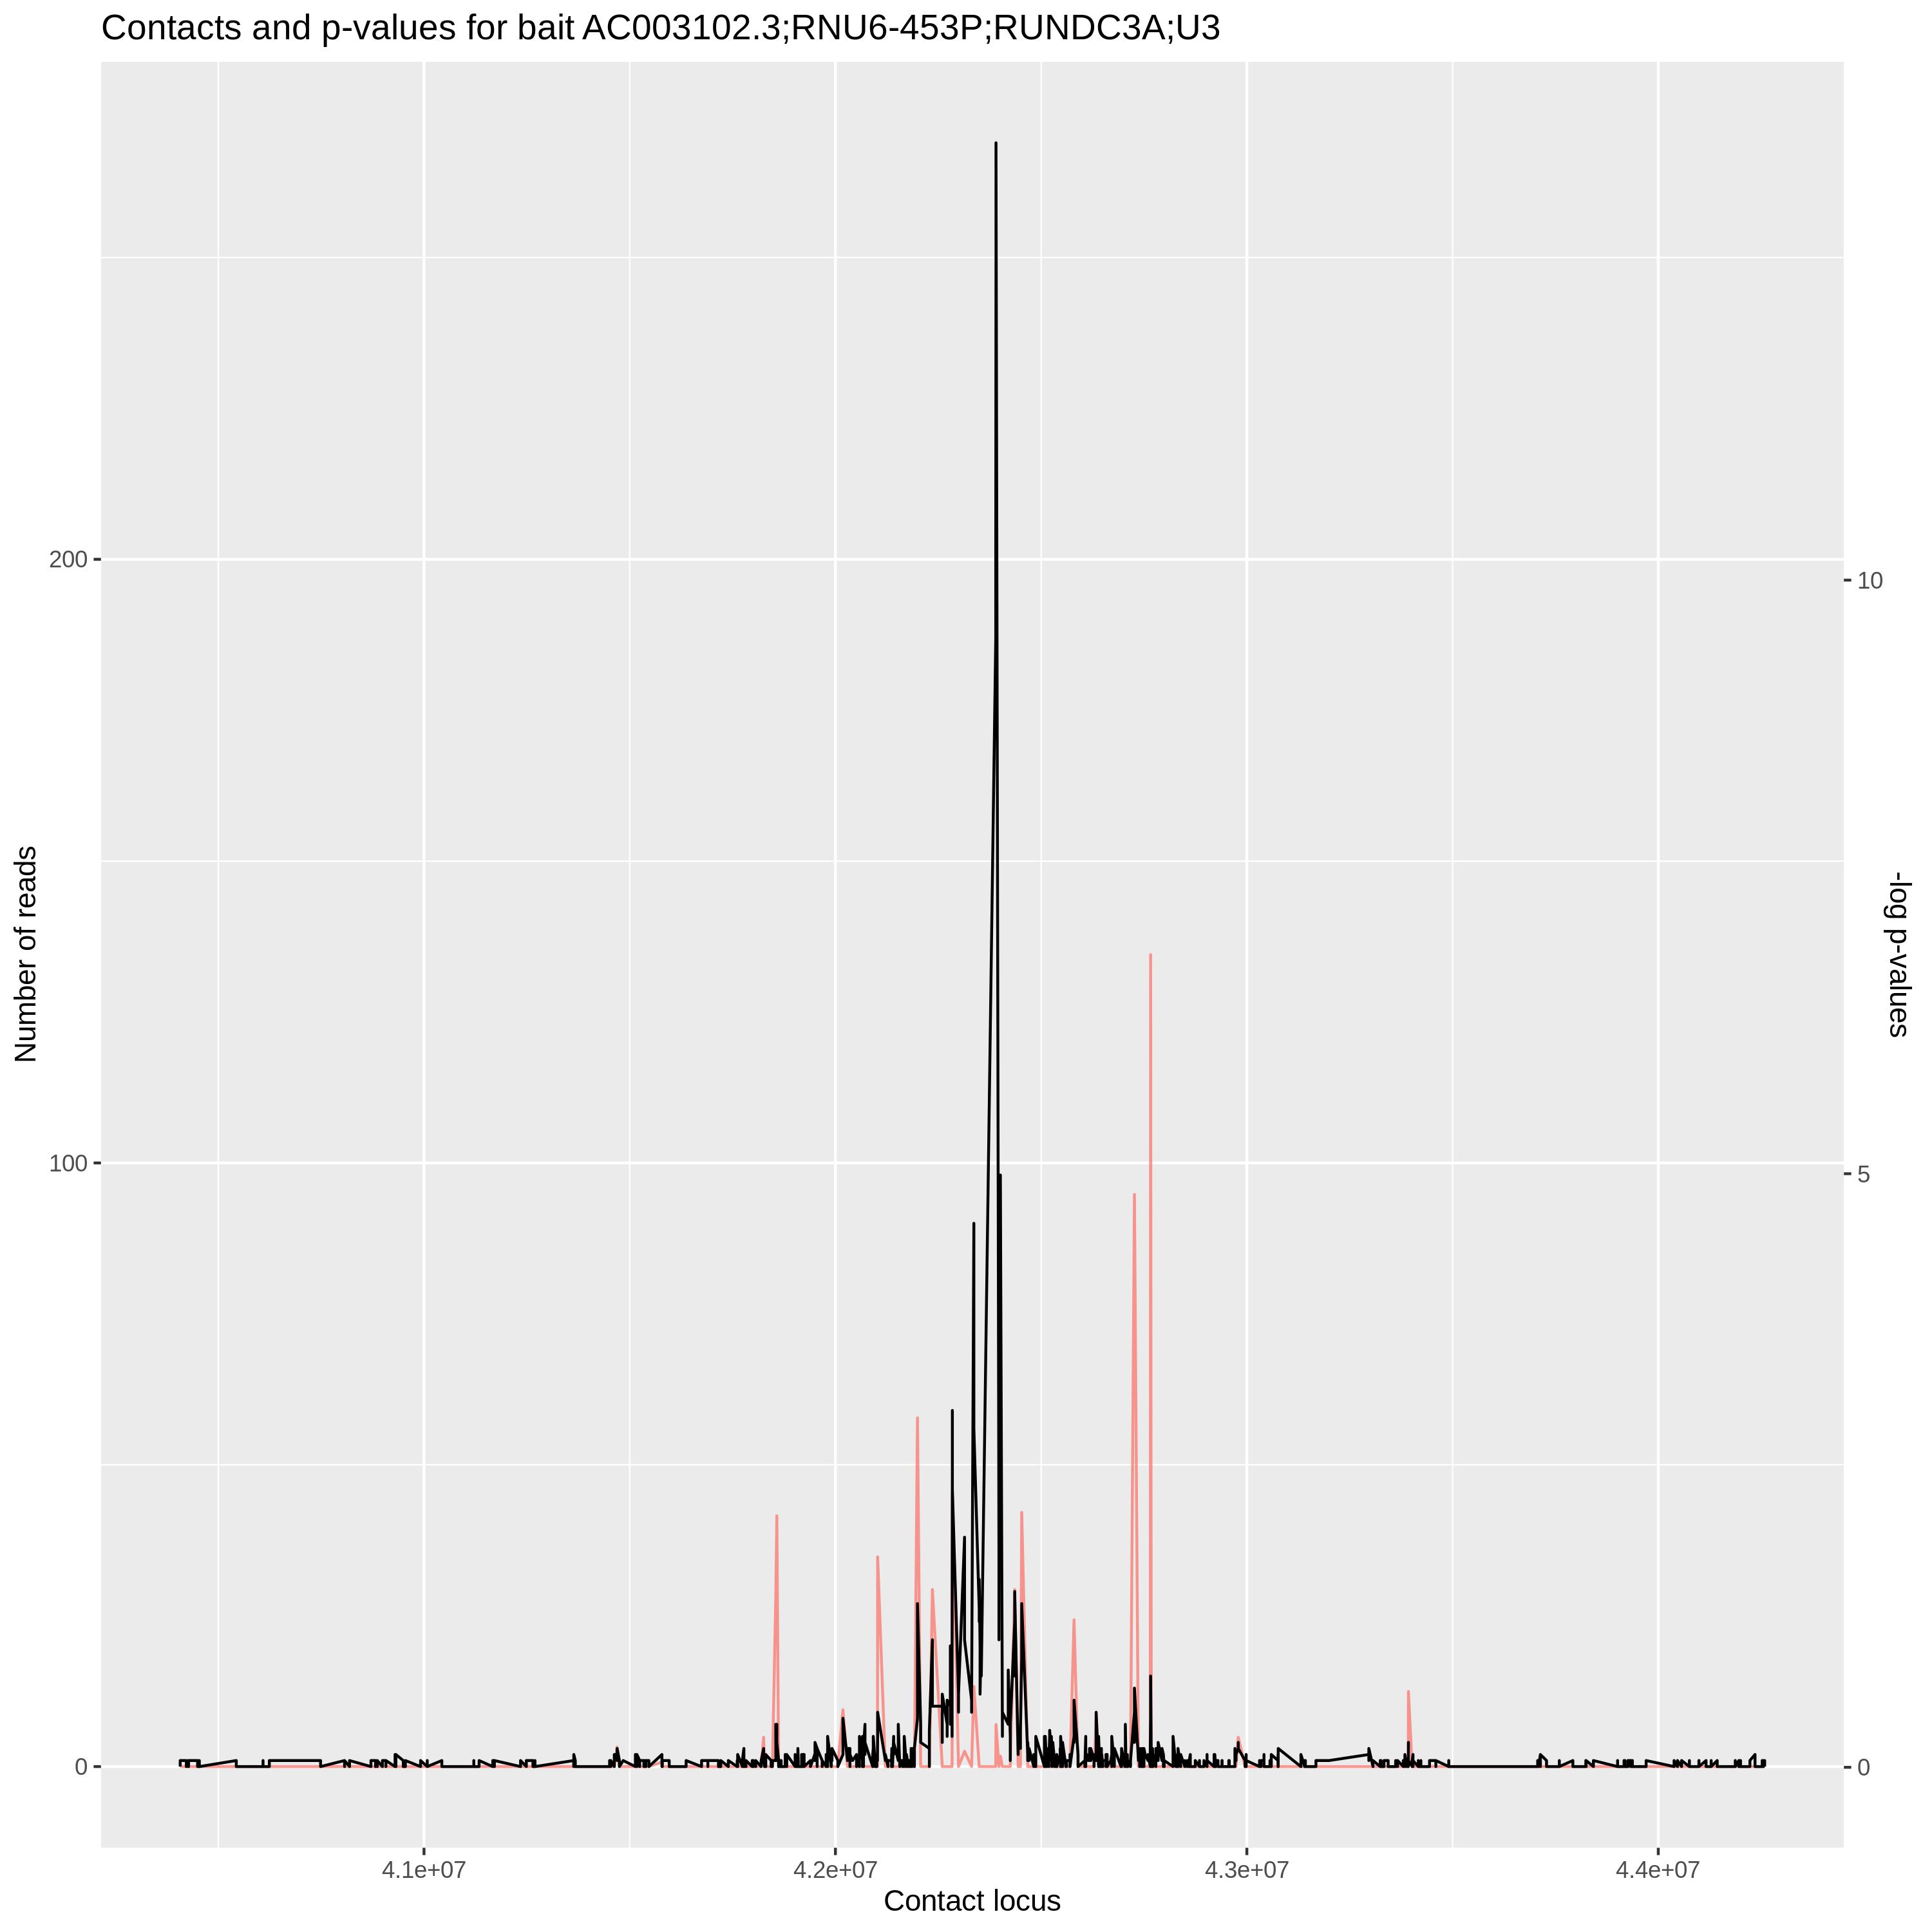 Contacts and p-values for bait AC003102.3;RNU6-453P;RUNDC3A;U3
Number of reads
200
100
0
10
5
0
-log p-values
4.1e+07 4.2e+07 4.3e+07 4.4e+07
Contact locus